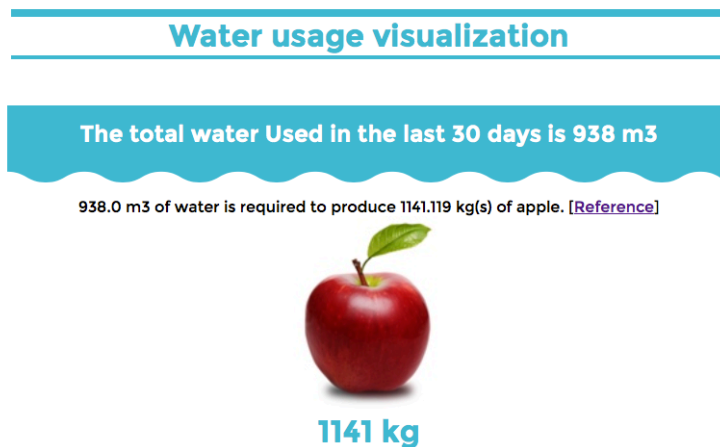 Water usage visualization
The total water Used in the last 30 days is 938 m3
938.0 m3 of water is required to produce 1141.119 kg(s) of apple. [Reference]
1141 kg